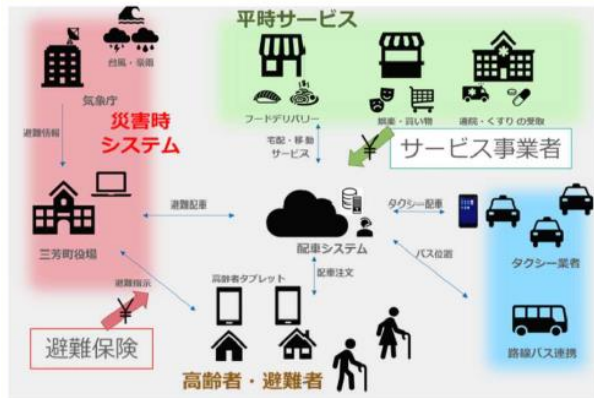 平時サービス
台風・豪雨
気象庁
フードデリバリー
娯楽・買い物
通院・くすりの受取
避難情報
災害時
システム
宅配・移動
サービス
¥
サービス事業者
避難配車
タクシー配車
三芳町役場
配車システム
タクシー業者
バス位置
高齢者タブレット
配車注文
避難指示
¥
避難保険
路線バス連携
高齢者・避難者